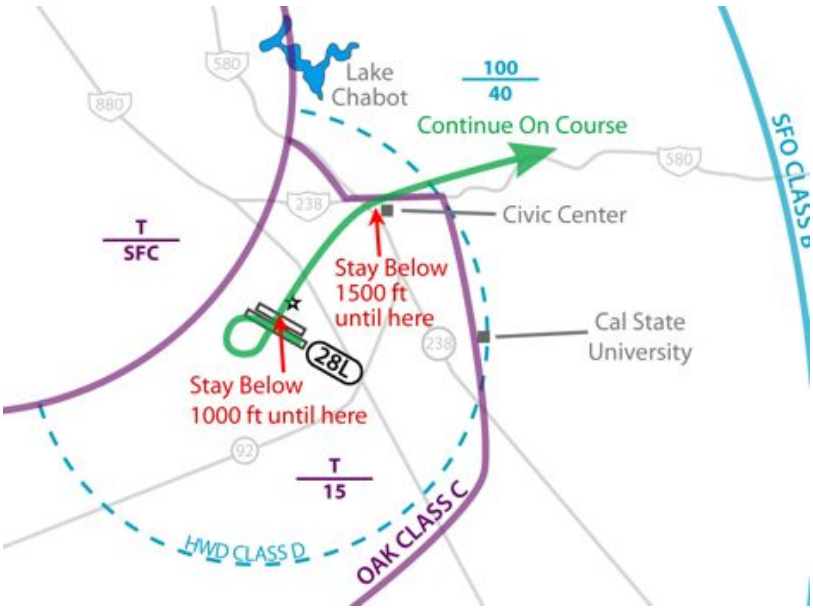 580
880
Lake
Chabot
100
40
Continue On Course
580
238
T
SFC
Civic Center
Stay Below
1500 ft
until here
SFO CLASS B
28L
238
Cal State
University
Stay Below
1000 ft until here
92
T
15
HWD CLASS D
OAK CLASS C